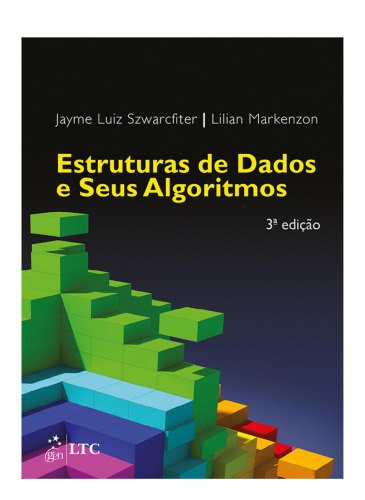 Jayme Luiz Szwarcfiter | Lilian Markenzon
Estruturas de Dados
e Seus Algoritmos
3ª edição
gen LTC